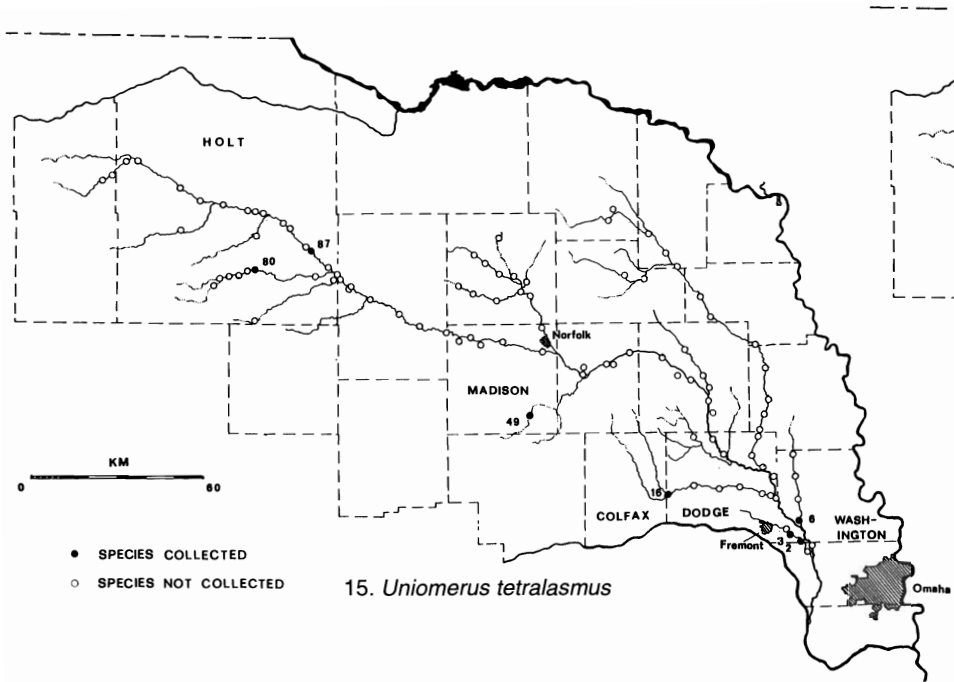 HOLT
87
80
Norfolk
MADISON
49
KM
0 60
16
COLFAX
DODGE
6
WASH-
INGTON
3
2
Fremont
● SPECIES COLLECTED
○ SPECIES NOT COLLECTED
15. Uniomerus tetralasmus
Omaha